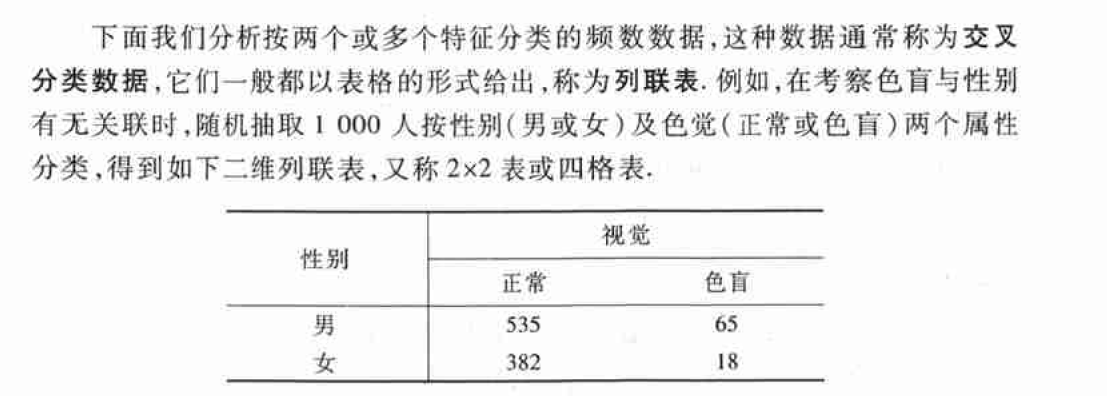 下面我们分析按两个或多个特征分类的频数数据,这种数据通常称为交叉
分类数据,它们一般都以表格的形式给出,称为列联表. 例如,在考察色盲与性别
有无关联时,随机抽取 1 000 人按性别(男或女)及色觉(正常或色盲)两个属性
分类,得到如下二维列联表,又称 2×2 表或四格表.
性别 视觉
正常 色盲
男 535 65
女 382 18